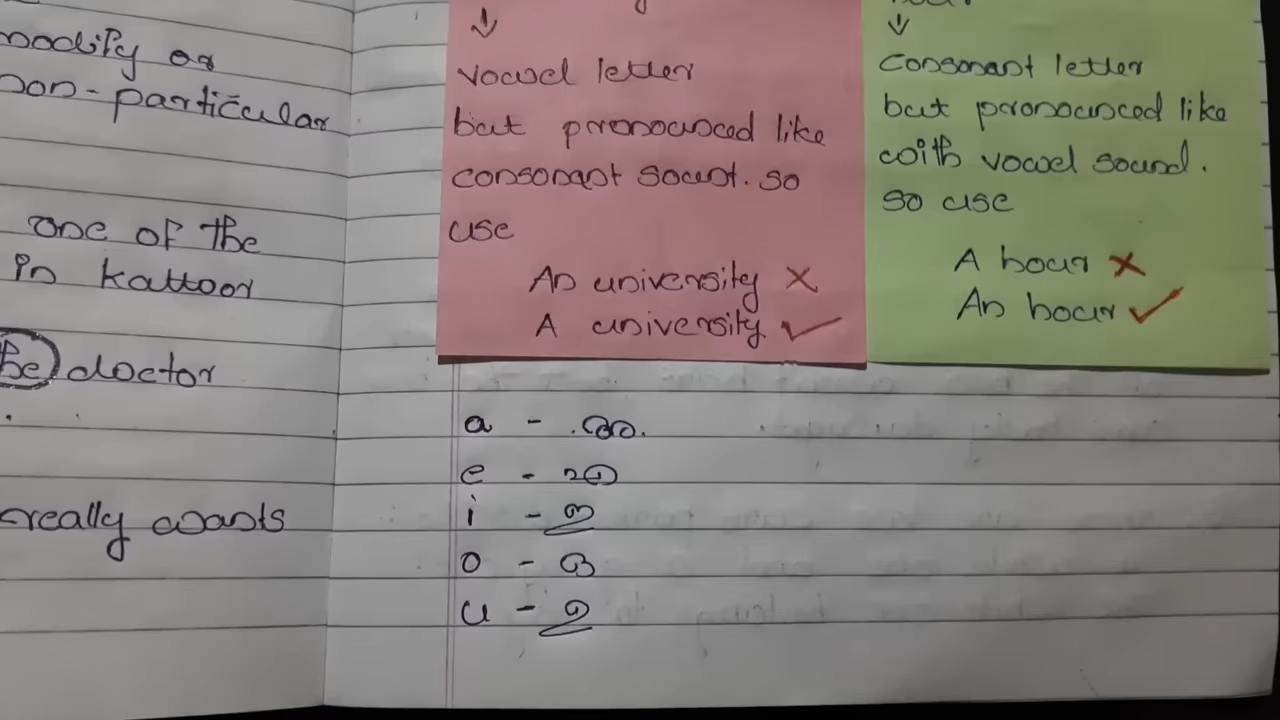 modify or
non-particular
one of the
in kattoor
be doctor
really wants
↓
vowel letter
but pronounced like
consonant sount. so
use
An university ✗
A university ✓
↓
consonant letter
but pronounced like
with vowel sound.
so use
A hour ✗
An hour ✓
a -
e - എ
i - ഇ
o - ഒ
u - ഉ